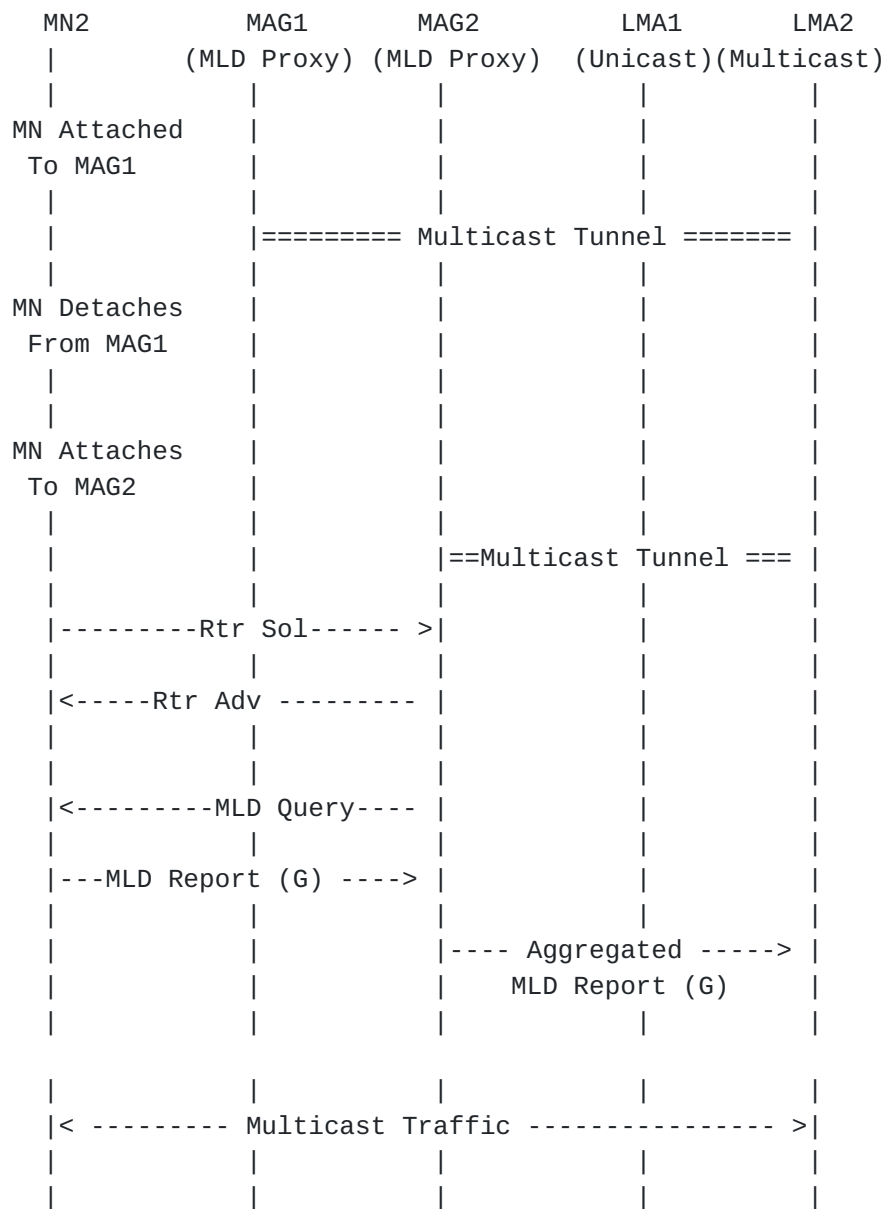 MN2 MAG1 MAG2 LMA1 LMA2
| (MLD Proxy) (MLD Proxy) (Unicast)(Multicast)
| | | | |
MN Attached | | | |
To MAG1 | | | |
| | | | |
| |========= Multicast Tunnel ======= |
| | | | |
MN Detaches | | | |
From MAG1 | | | |
| | | | |
| | | | |
MN Attaches | | | |
To MAG2 | | | |
| | | | |
| | |==Multicast Tunnel === |
| | | | |
|---------Rtr Sol------ >| | |
| | | | |
|<-----Rtr Adv --------- | | |
| | | | |
| | | | |
|<---------MLD Query---- | | |
| | | | |
|---MLD Report (G) ----> | | |
| | | | |
| | |---- Aggregated -----> |
| | | MLD Report (G) |
| | | | |
| | | | |
|< --------- Multicast Traffic ---------------- >|
| | | | |
| | | | |